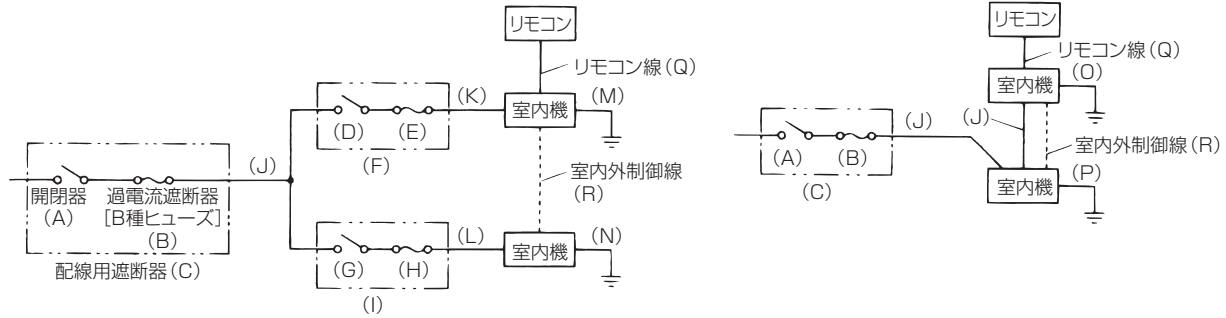 リモコン
リモコン線(Q)
(K)
室内機
(M)
(D)
(E)
(F)
(J)
室内外制御線
(R)
開閉器
(A)
過電流遮断器
[B種ヒューズ]
(B)
配線用遮断器(C)
(L)
室内機
(N)
(G)
(H)
(I)
リモコン
リモコン線(Q)
室内機
(O)
(J)
(J)
(A)
(B)
(C)
室内外制御線(R)
室内機
(P)